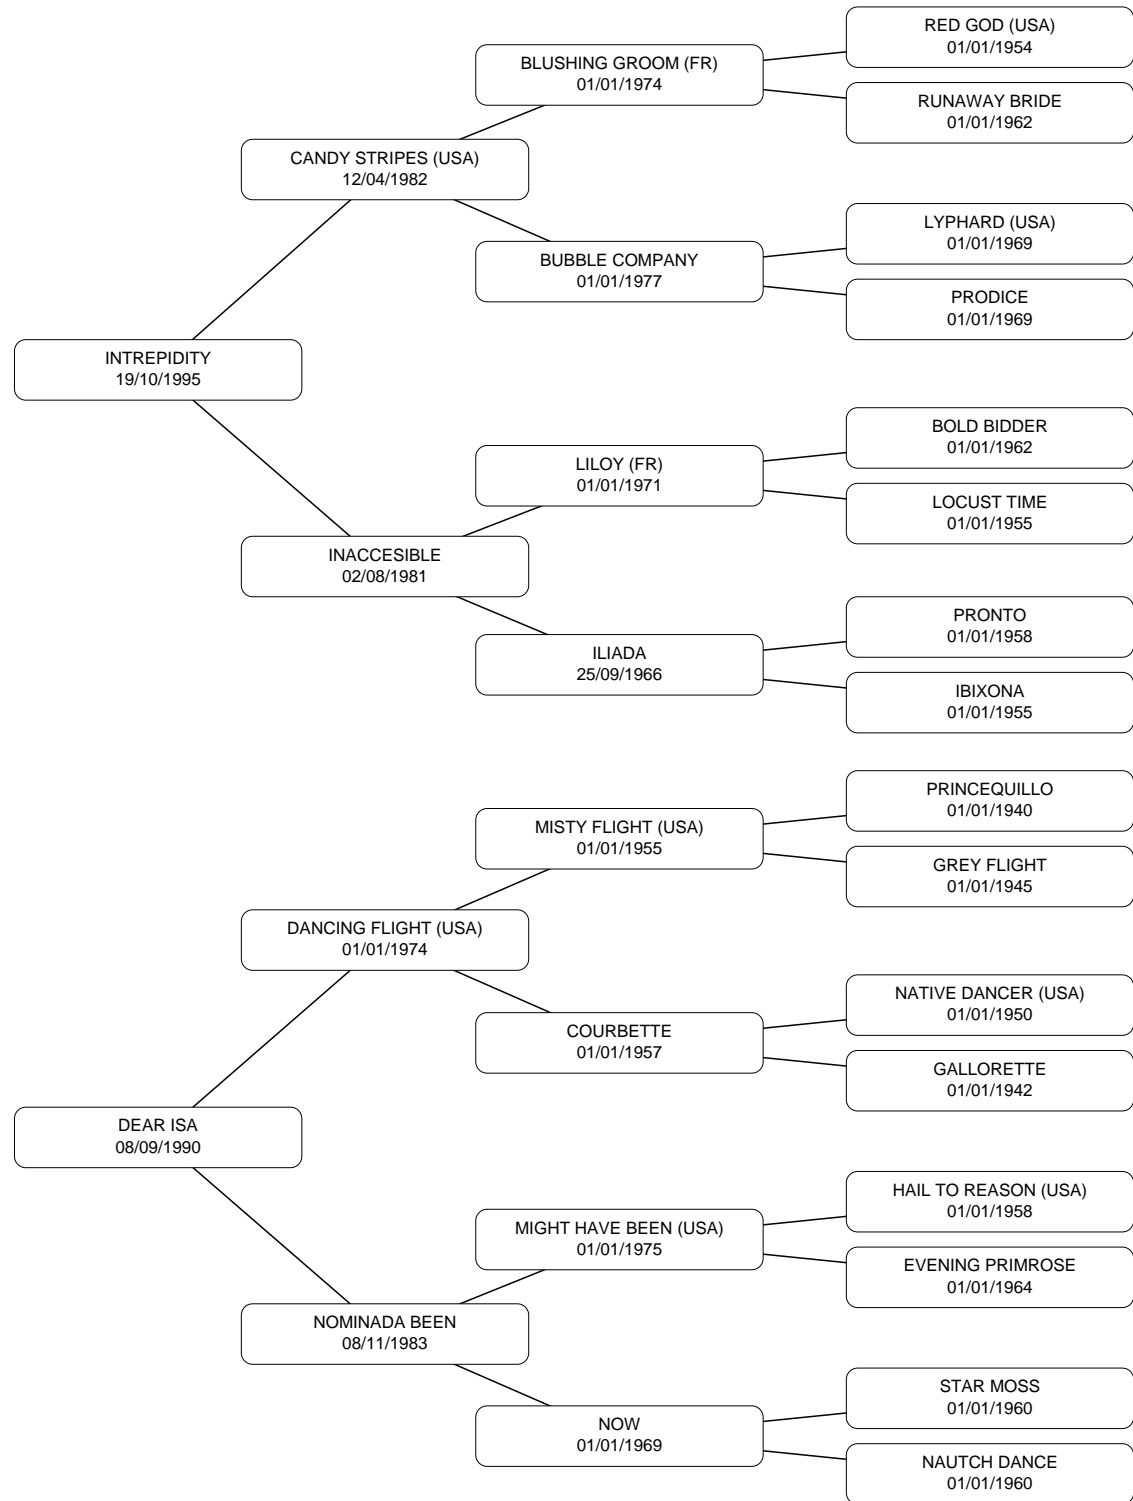 RED GOD (USA)
01/01/1954
BLUSHING GROOM (FR)
01/01/1974
RUNAWAY BRIDE
01/01/1962
CANDY STRIPES (USA)
12/04/1982
LYPHARD (USA)
01/01/1969
BUBBLE COMPANY
01/01/1977
PRODICE
01/01/1969
INTREPIDITY
19/10/1995
BOLD BIDDER
01/01/1962
LILOY (FR)
01/01/1971
LOCUST TIME
01/01/1955
INACCESIBLE
02/08/1981
PRONTO
01/01/1958
ILIADA
25/09/1966
IBIXONA
01/01/1955
PRINCEQUILLO
01/01/1940
MISTY FLIGHT (USA)
01/01/1955
GREY FLIGHT
01/01/1945
DANCING FLIGHT (USA)
01/01/1974
NATIVE DANCER (USA)
01/01/1950
COURBETTE
01/01/1957
GALLORETTE
01/01/1942
DEAR ISA
08/09/1990
HAIL TO REASON (USA)
01/01/1958
MIGHT HAVE BEEN (USA)
01/01/1975
EVENING PRIMROSE
01/01/1964
NOMINADA BEEN
08/11/1983
STAR MOSS
01/01/1960
NOW
01/01/1969
NAUTCH DANCE
01/01/1960